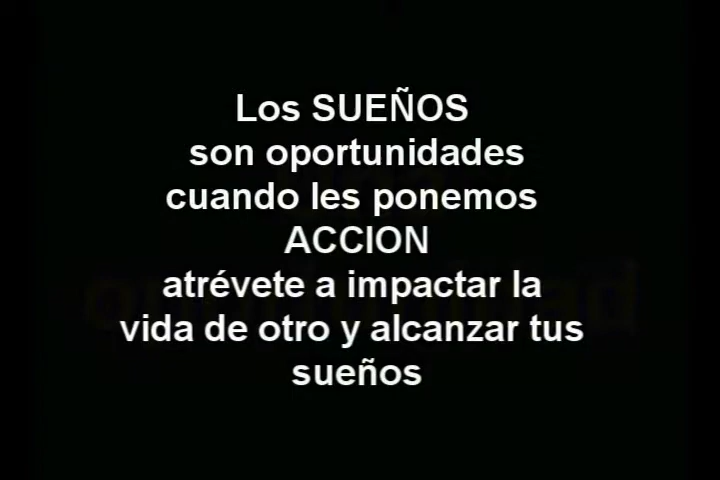 Los SUEÑOS
son oportunidades
cuando les ponemos
ACCION
atrévete a impactar la
vida de otro y alcanzar tus
sueños